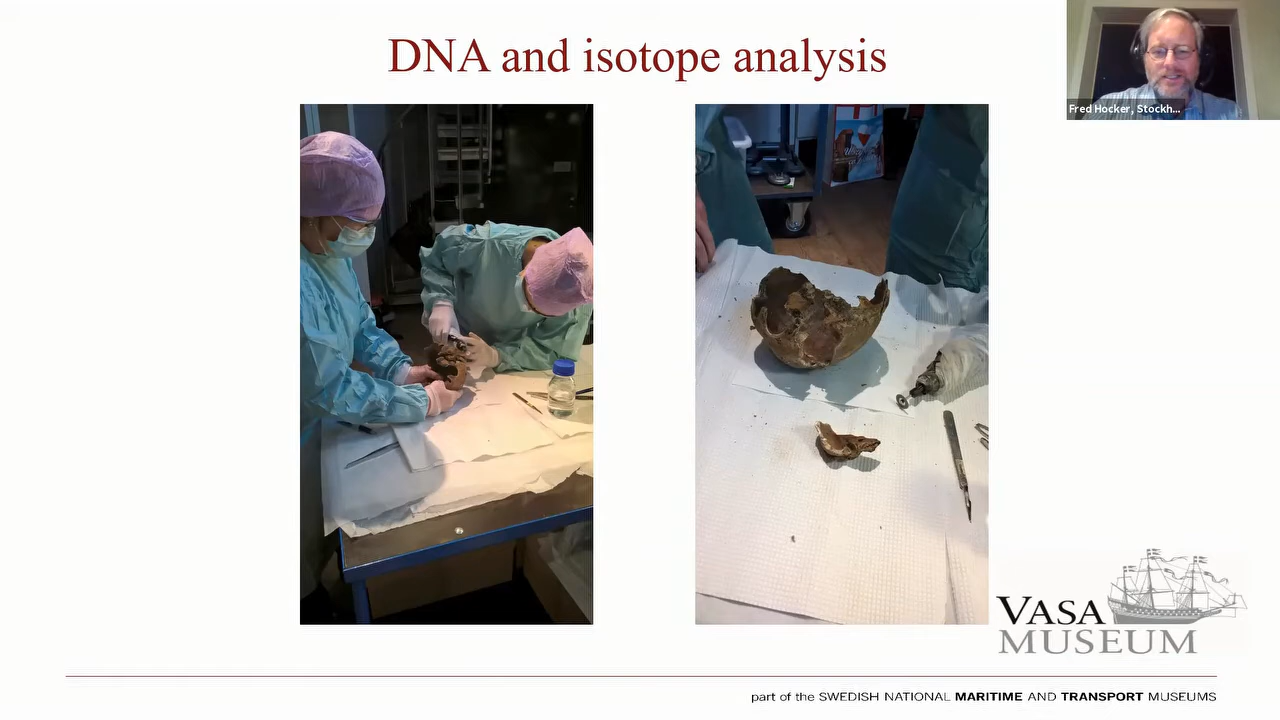 DNA and isotope analysis
Fred Hocker, Stockh...
VASA
MUSEUM
part of the SWEDISH NATIONAL MARITIME AND TRANSPORT MUSEUMS